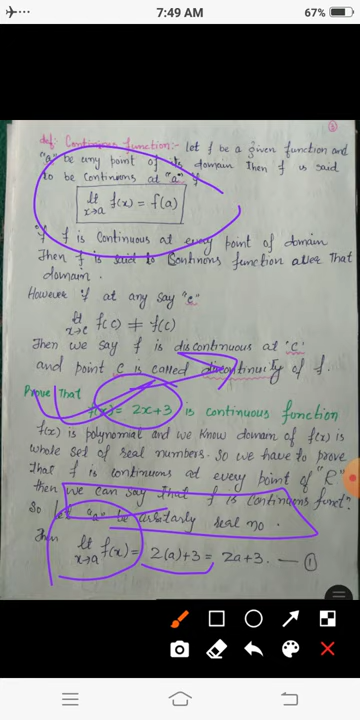 7:49 AM
67%
def: Continuous function:- let f be a given function and
"a" be any point of its domain Then f is said
to be continuous at "a" if
lt x→a f(x) = f(a)
"If f is Continuous at every point of domain
Then f is said to Continous function over That
domain.
However if at any say "c"
lt x→c f(c) ≠ f(c)
Then we say f is discontinuous at 'C'
and point C is called discontinuity of f.
Prove That
f(x) = 2x+3 is continuous function
f(x) is polynomial and we know domain of f(x) is
whole set of real numbers. So we have to prove
That f is continuous at every point of "R"
then we can say That f is continuous funct".
So let "a" be arbitrarly real no.
Then
lt x→a f(x) = 2(a)+3 = 2a+3. — ①